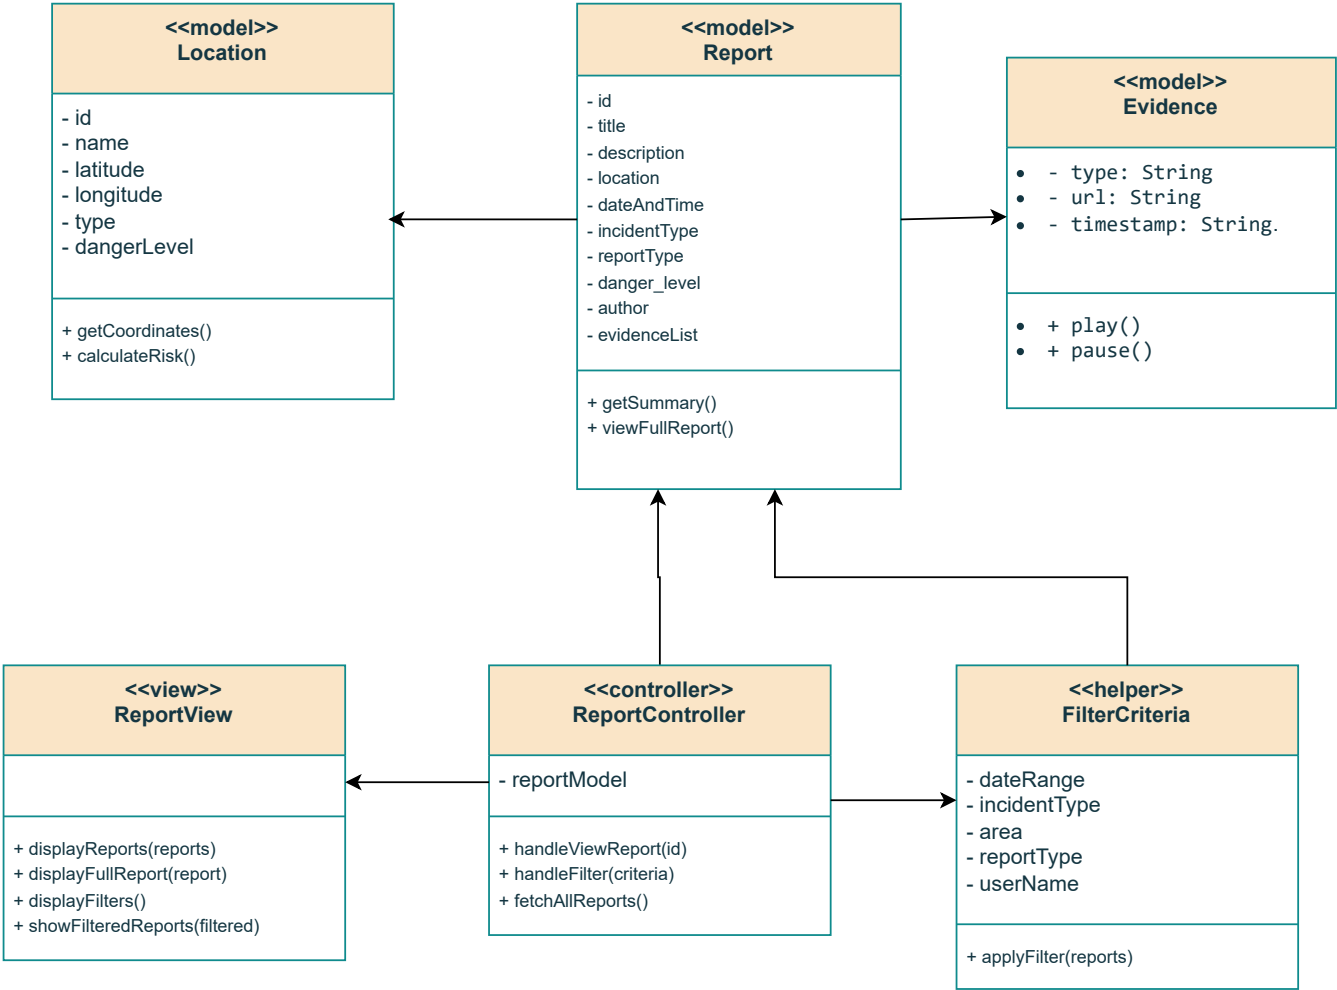 <<model>>
Location
- id
- name
- latitude
- longitude
- type
- dangerLevel
+ getCoordinates()
+ calculateRisk()
<<model>>
Report
- id
- title
- description
- location
- dateAndTime
- incidentType
- reportType
- danger_level
- author
- evidenceList
+ getSummary()
+ viewFullReport()
<<model>>
Evidence
• - type: String
• - url: String
• - timestamp: String.
• + play()
• + pause()
<<view>>
ReportView
+ displayReports(reports)
+ displayFullReport(report)
+ displayFilters()
+ showFilteredReports(filtered)
<<controller>>
ReportController
- reportModel
+ handleViewReport(id)
+ handleFilter(criteria)
+ fetchAllReports()
<<helper>>
FilterCriteria
- dateRange
- incidentType
- area
- reportType
- userName
+ applyFilter(reports)